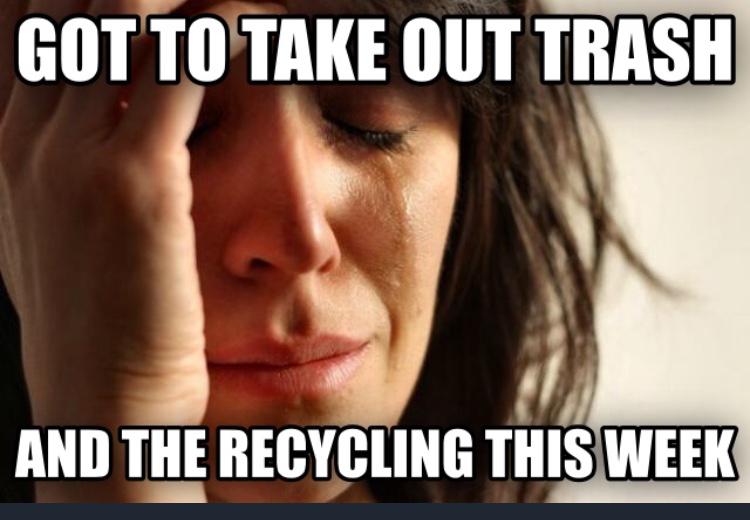 GOT TO TAKE OUT TRASH
AND THE RECYCLING THIS WEEK